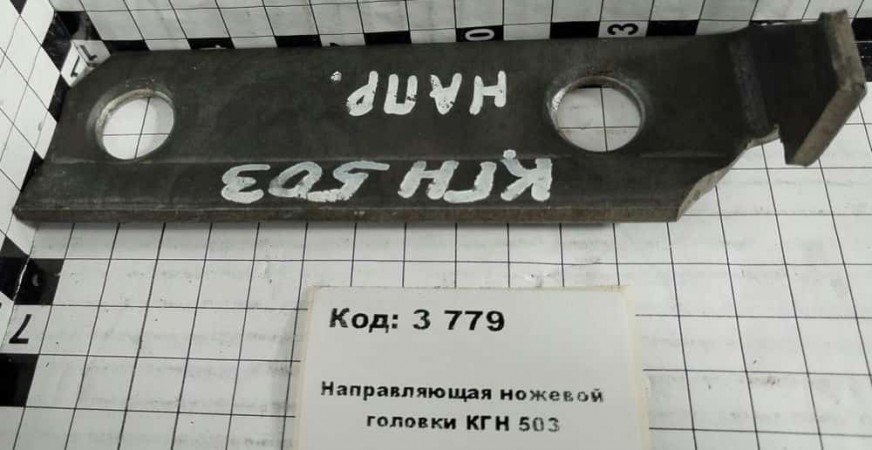 НАПР.
КГН 503
Код: 3 779
Направляющая ножевой
головки КГН 503